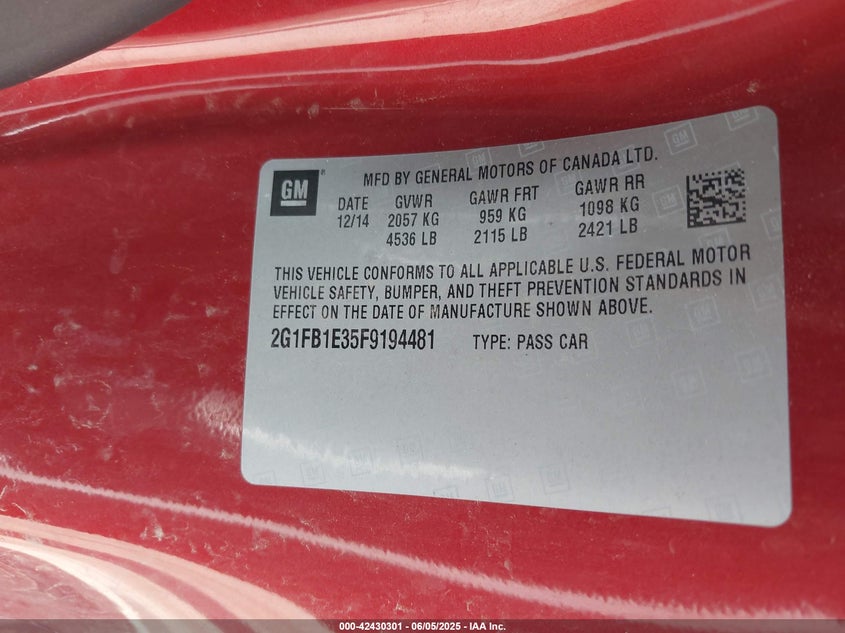 GM
MFD BY GENERAL MOTORS OF CANADA LTD.
DATE GVWR GAWR FRT GAWR RR
12/14 2057 KG 959 KG 1098 KG
4536 LB 2115 LB 2421 LB
THIS VEHICLE CONFORMS TO ALL APPLICABLE U.S. FEDERAL MOTOR
VEHICLE SAFETY, BUMPER, AND THEFT PREVENTION STANDARDS IN
EFFECT ON THE DATE OF MANUFACTURE SHOWN ABOVE.
2G1FB1E35F9194481 TYPE: PASS CAR
000-42430301 - 06/05/2025 - IAA Inc.